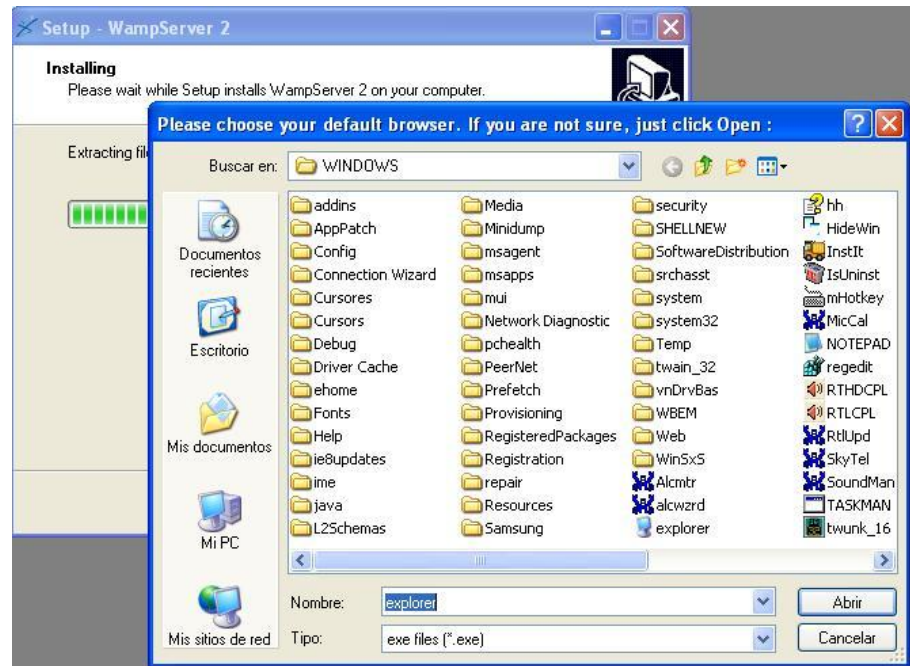 Setup - WampServer 2
Installing
Please wait while Setup installs WampServer 2 on your computer.
Please choose your default browser. If you are not sure, just click Open :
Extracting
Buscar en:
WINDOWS
Documentos
recientes
Escritorio
Mis documentos
Mi PC
Mis sitios de red
addins
AppPatch
Config
Connection Wizard
Cursores
Cursors
Debug
Driver Cache
ehome
Fonts
Help
ie8updates
ime
java
L2Schemas
Media
Minidump
msagent
msapps
mui
Network Diagnostic
pchealth
PeerNet
Prefetch
Provisioning
RegisteredPackages
Registration
repair
Resources
Samsung
security
SHELLNEW
SoftwareDistribution
srchasst
system
system32
Temp
twain_32
vnDrvBas
WBEM
Web
WinSxS
Alcmtr
alcwzrd
explorer
hh
HideWin
InstIt
IsUninst
mHotkey
MicCal
NOTEPAD
regedit
RTHDCPL
RTLCPL
RtlUpd
SkyTel
SoundMan
TASKMAN
twunk_16
Nombre:
explorer
Abrir
Tipo:
exe files (*.exe)
Cancelar